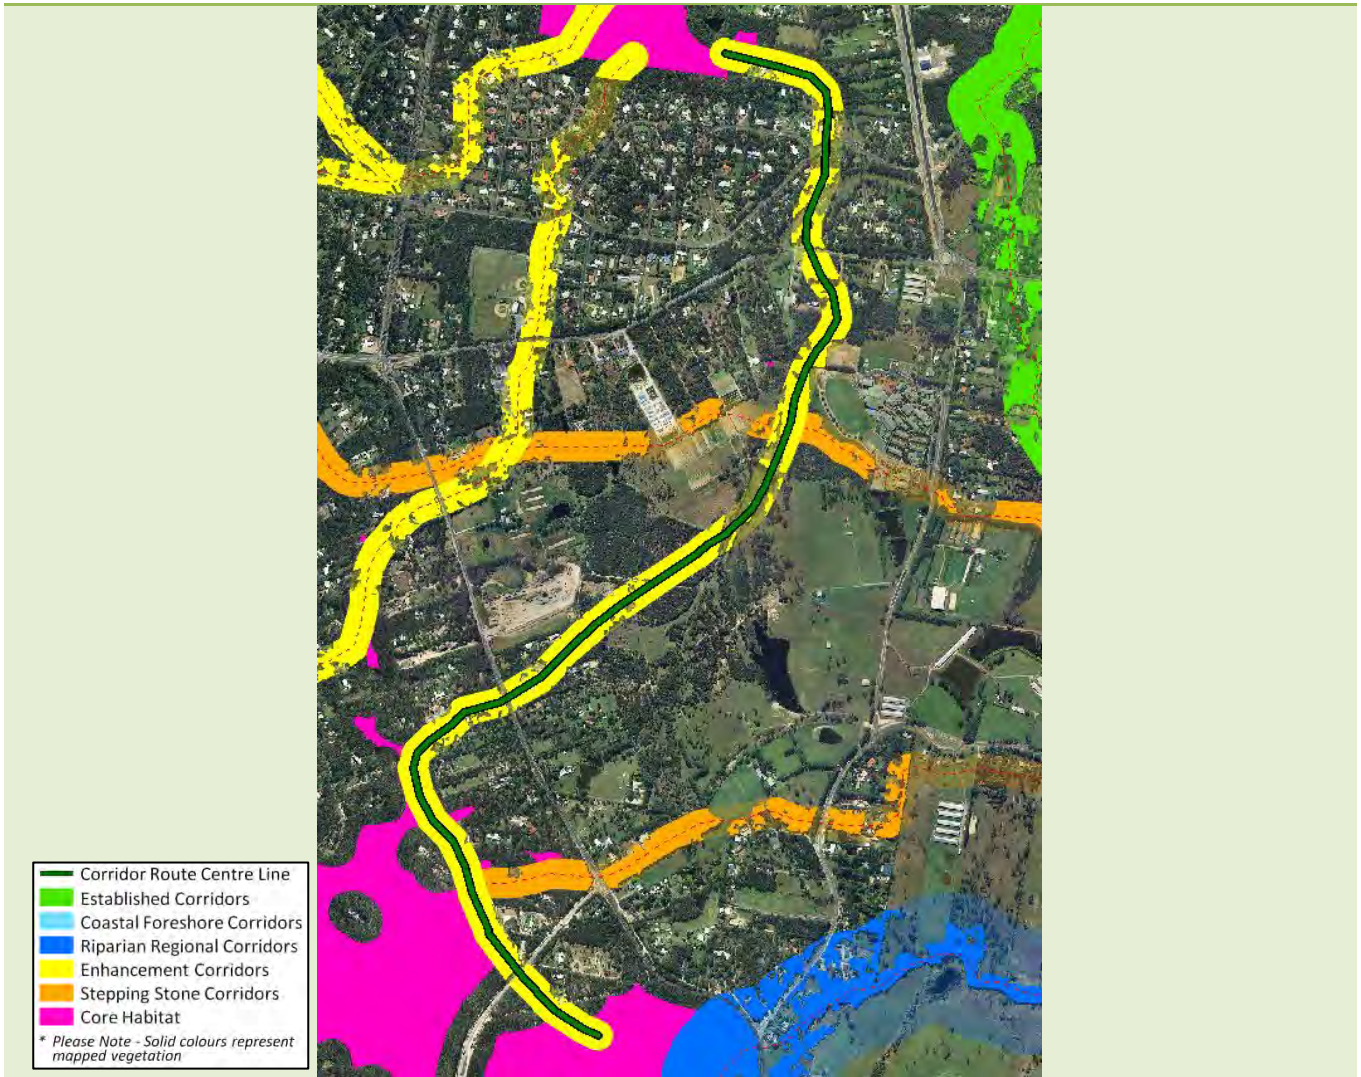 Corridor Route Centre Line
Established Corridors
Coastal Foreshore Corridors
Riparian Regional Corridors
Enhancement Corridors
Stepping Stone Corridors
Core Habitat
* Please Note - Solid colours represent
mapped vegetation